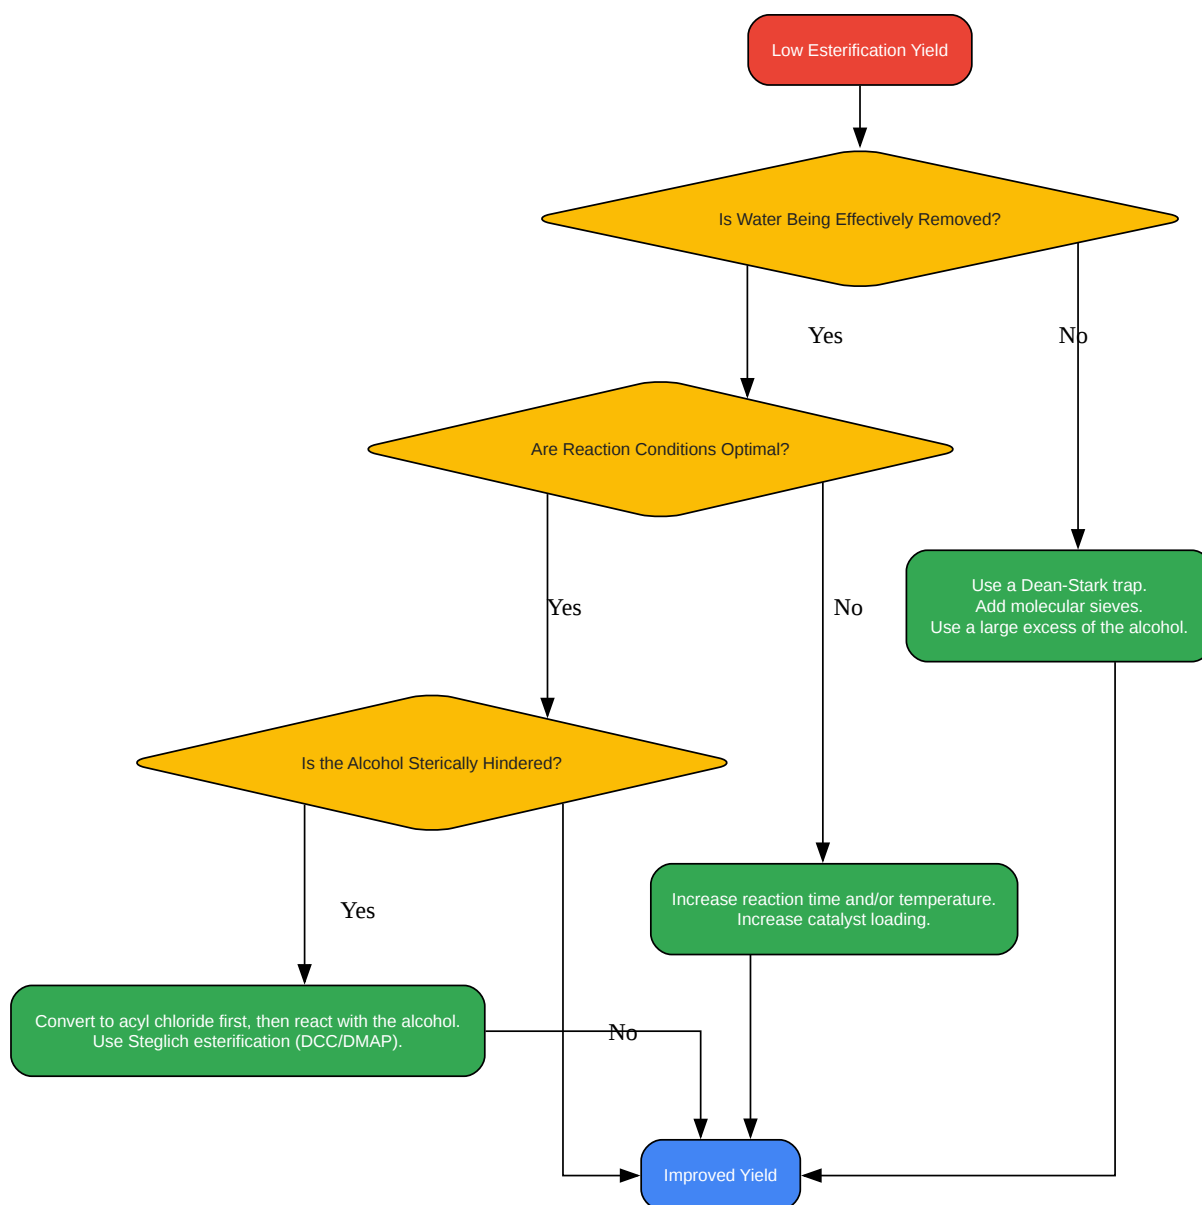 Low Esterification Yield
Is Water Being Effectively Removed?
Yes
No
Are Reaction Conditions Optimal?
Use a Dean-Stark trap.
Add molecular sieves.
Use a large excess of the alcohol.
Yes
No
Is the Alcohol Sterically Hindered?
Increase reaction time and/or temperature.
Increase catalyst loading.
Yes
Convert to acyl chloride first, then react with the alcohol.
Use Steglich esterification (DCC/DMAP).
No
Improved Yield